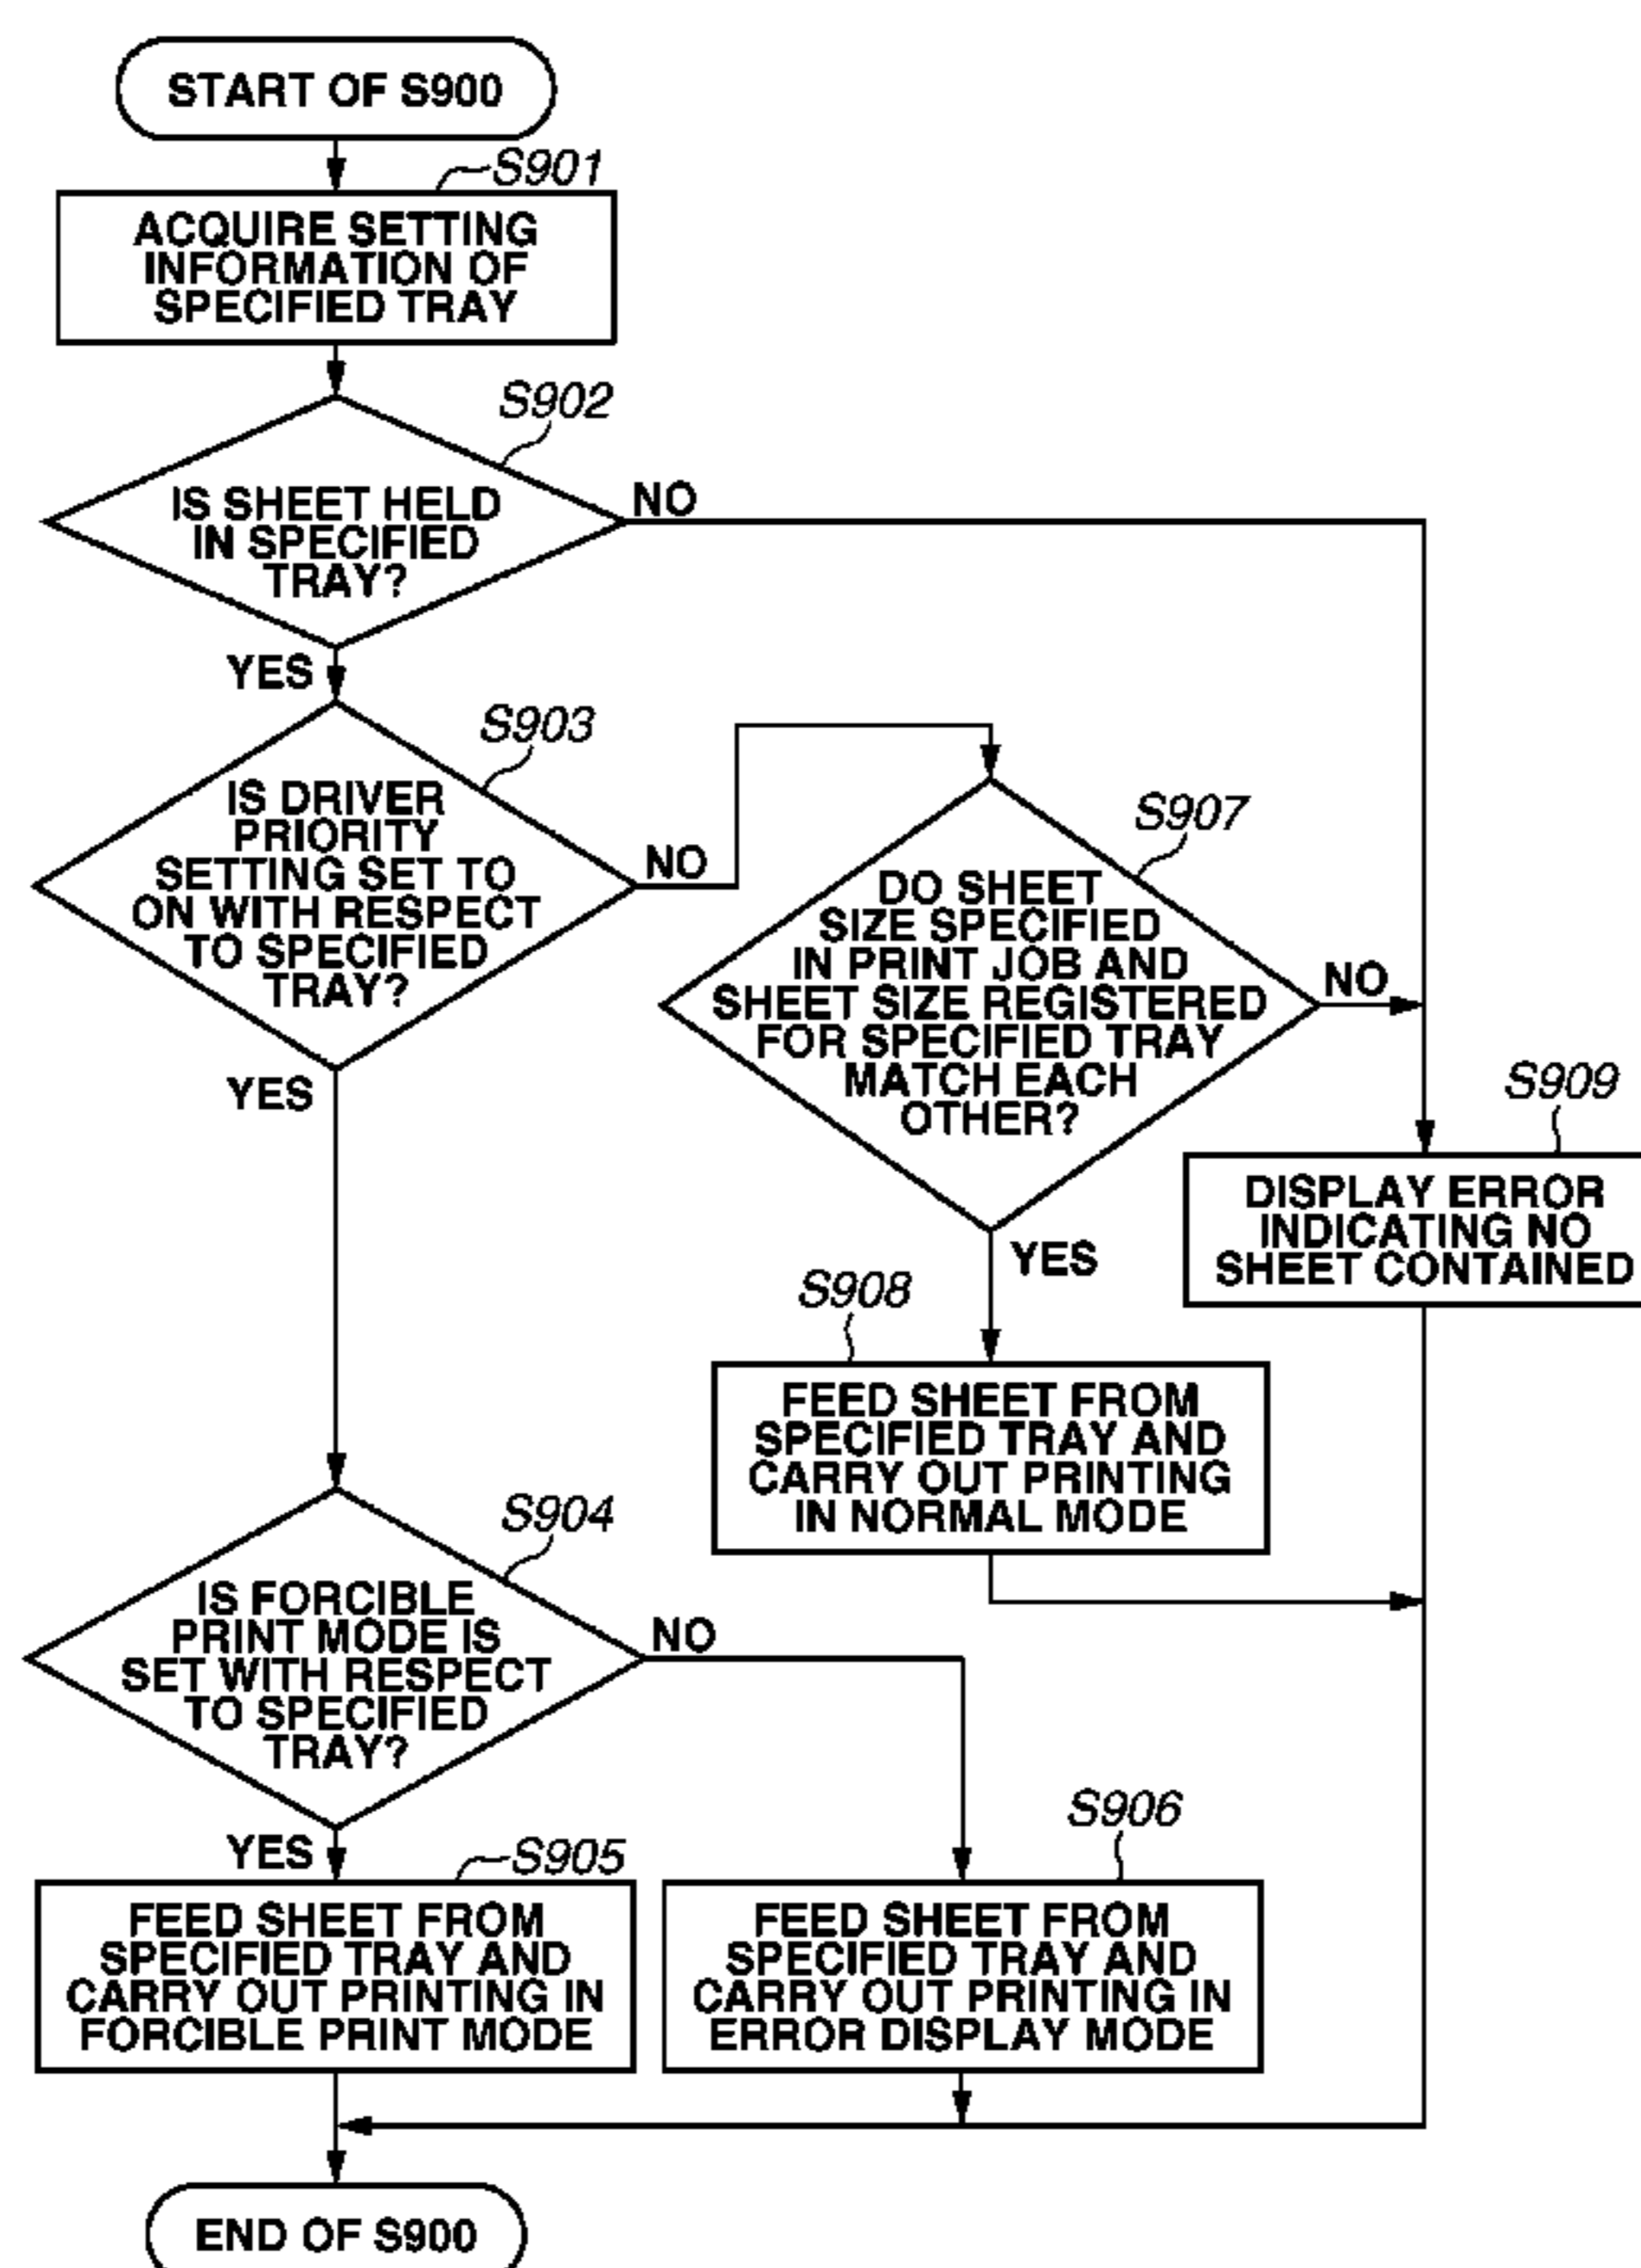 START OF S900
S901
ACQUIRE SETTING
INFORMATION OF
SPECIFIED TRAY
S902
IS SHEET HELD
IN SPECIFIED
TRAY?
NO
YES
S903
IS DRIVER
PRIORITY
SETTING SET TO
ON WITH RESPECT
TO SPECIFIED
TRAY?
NO
YES
S907
DO SHEET
SIZE SPECIFIED
IN PRINT JOB AND
SHEET SIZE REGISTERED
FOR SPECIFIED TRAY
MATCH EACH
OTHER?
NO
YES
S909
DISPLAY ERROR
INDICATING NO
SHEET CONTAINED
S908
FEED SHEET FROM
SPECIFIED TRAY AND
CARRY OUT PRINTING
IN NORMAL MODE
S904
IS FORCIBLE
PRINT MODE IS
SET WITH RESPECT
TO SPECIFIED
TRAY?
NO
YES
S905
FEED SHEET FROM
SPECIFIED TRAY AND
CARRY OUT PRINTING IN
FORCIBLE PRINT MODE
S906
FEED SHEET FROM
SPECIFIED TRAY AND
CARRY OUT PRINTING IN
ERROR DISPLAY MODE
END OF S900